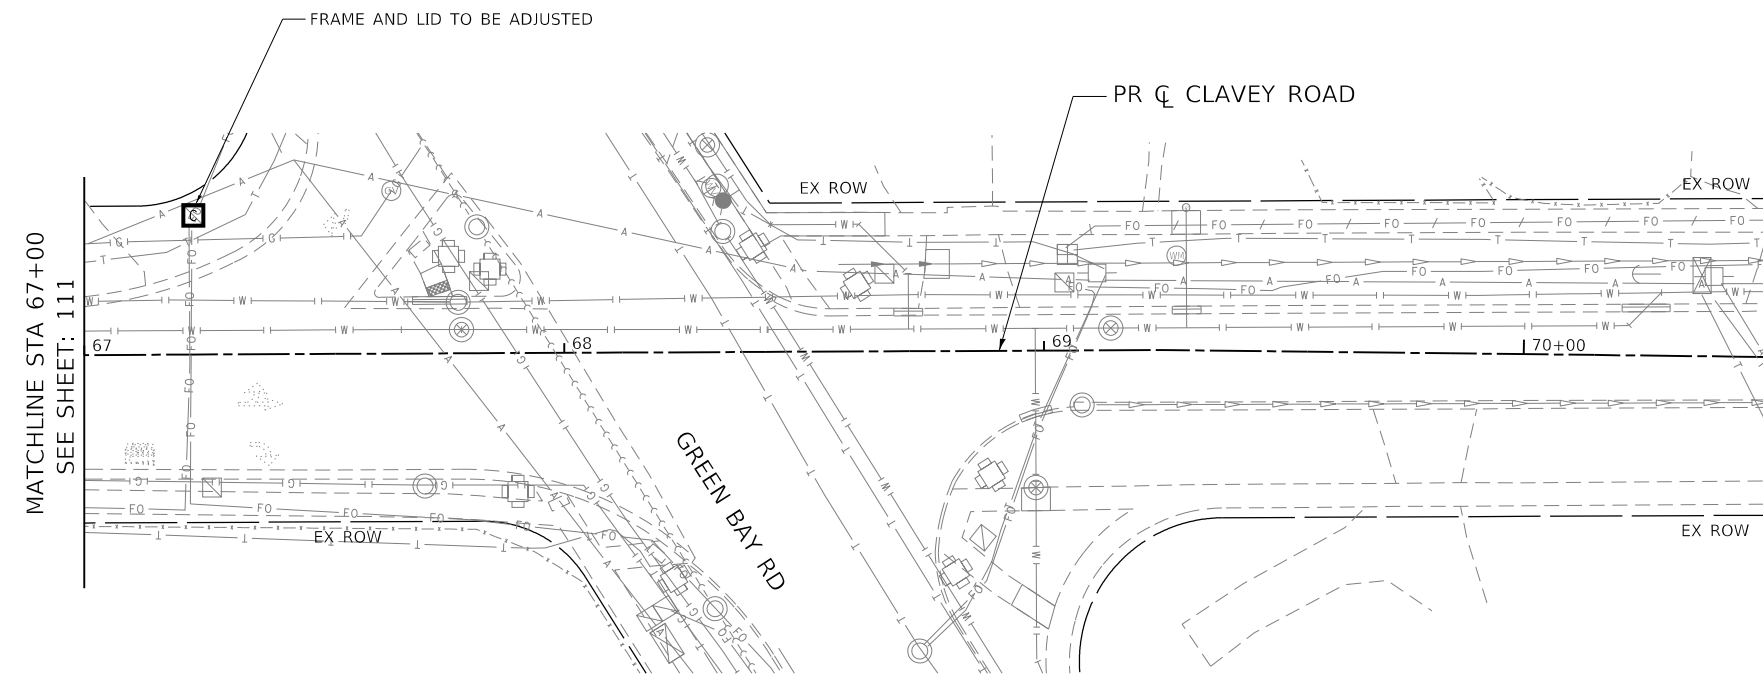 FRAME AND LID TO BE ADJUSTED
PR ℄ CLAVEY ROAD
EX ROW
EX ROW
MATCHLINE STA 67+00
SEE SHEET: 111
67
68
69
70+00
GREEN BAY RD
EX ROW
EX ROW